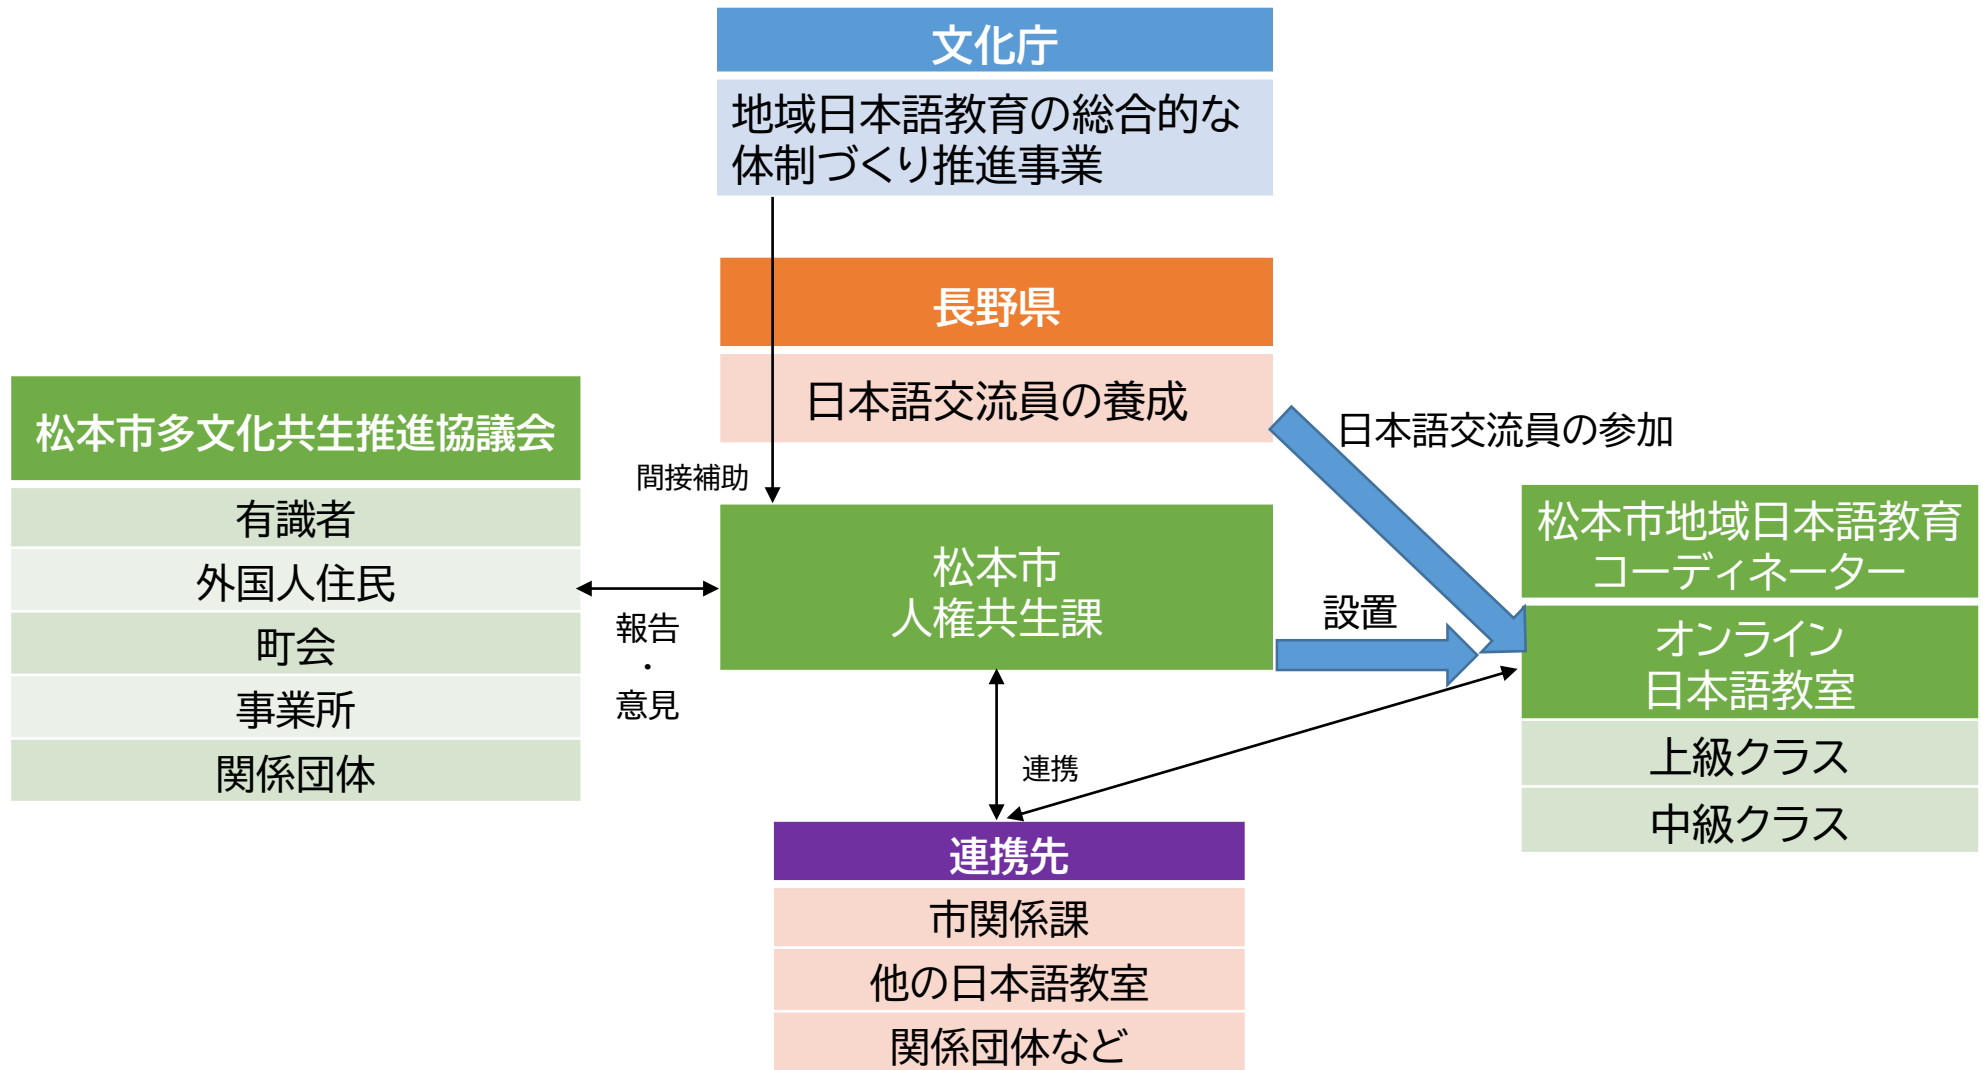 文化庁
地域日本語教育の総合的な
体制づくり推進事業
長野県
日本語交流員の養成
間接補助
松本市多文化共生推進協議会
有識者
外国人住民
町会
事業所
関係団体
報告
・
意見
松本市
人権共生課
日本語交流員の参加
設置
松本市地域日本語教育
コーディネーター
オンライン
日本語教室
上級クラス
中級クラス
連携
連携先
市関係課
他の日本語教室
関係団体など